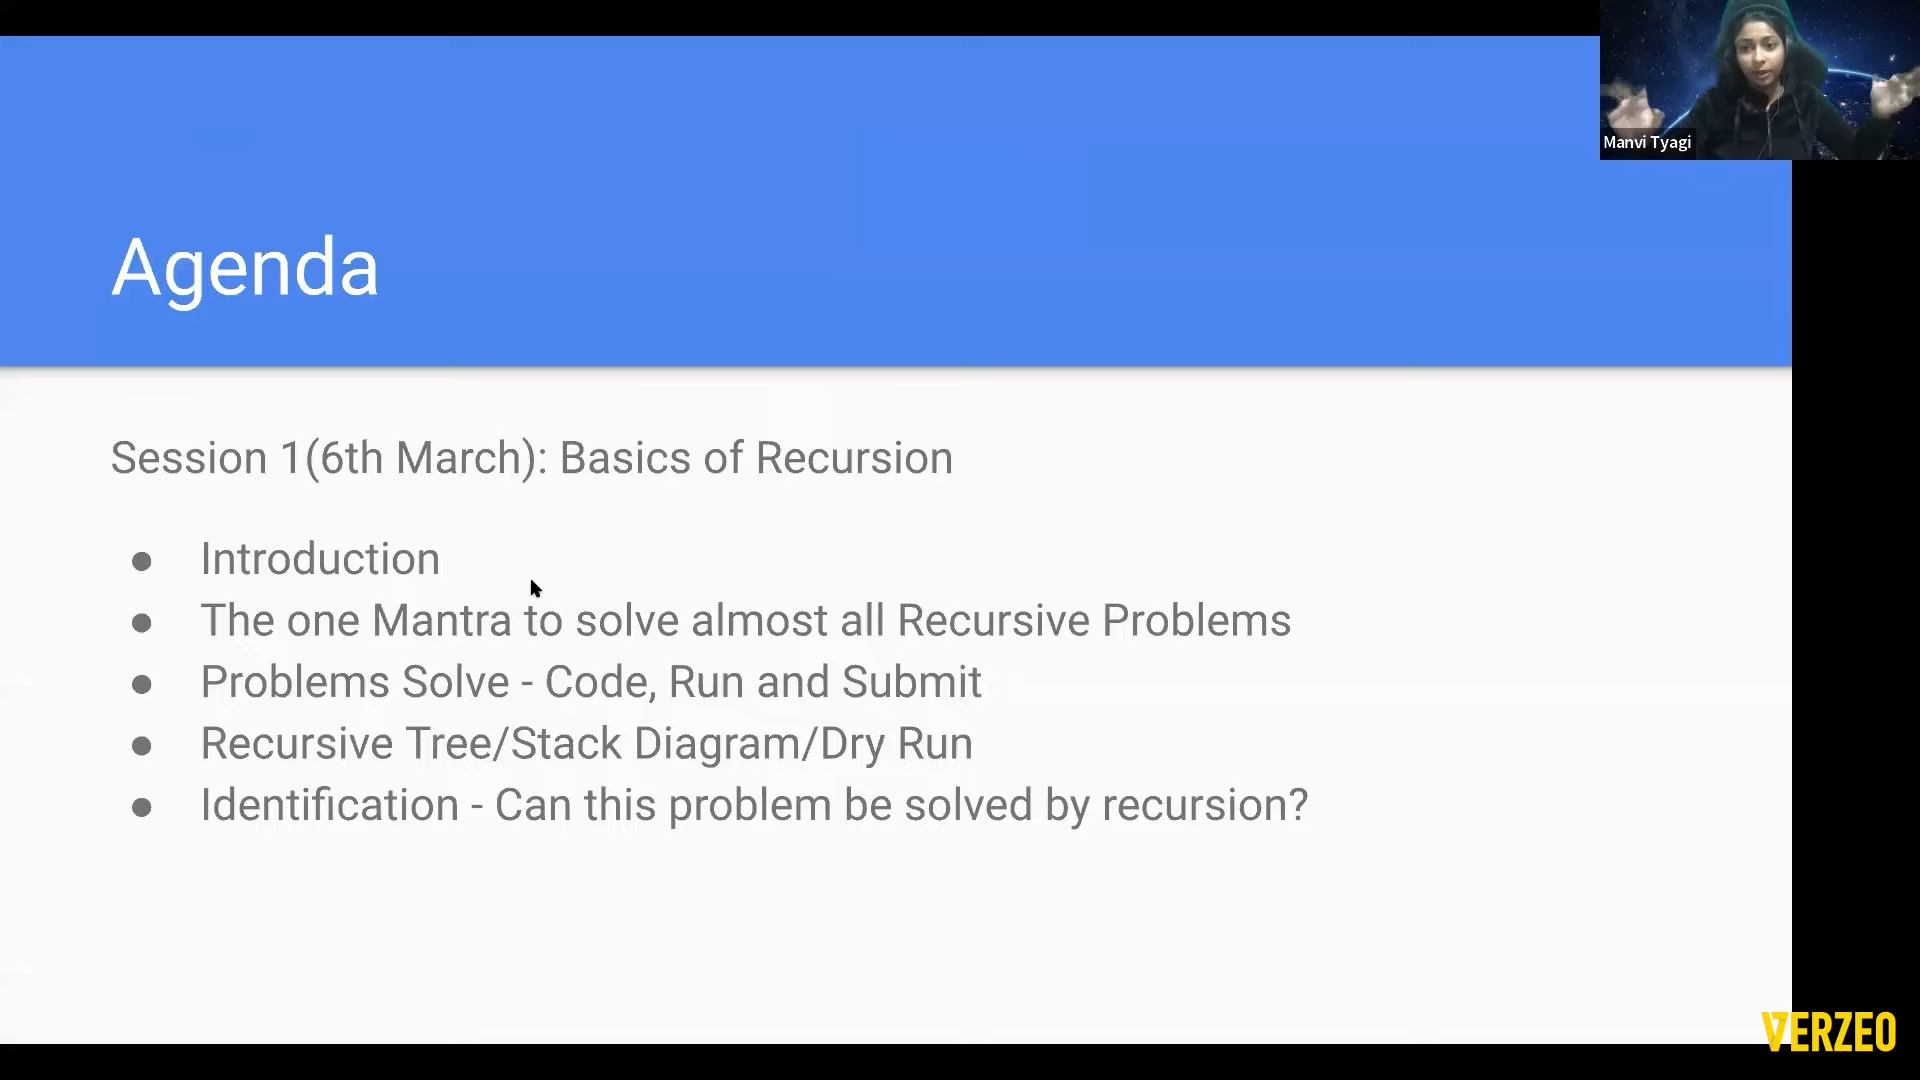 Manvi Tyagi
Agenda
Session 1(6th March): Basics of Recursion
● Introduction
● The one Mantra to solve almost all Recursive Problems
● Problems Solve - Code, Run and Submit
● Recursive Tree/Stack Diagram/Dry Run
● Identification - Can this problem be solved by recursion?
VERZEO